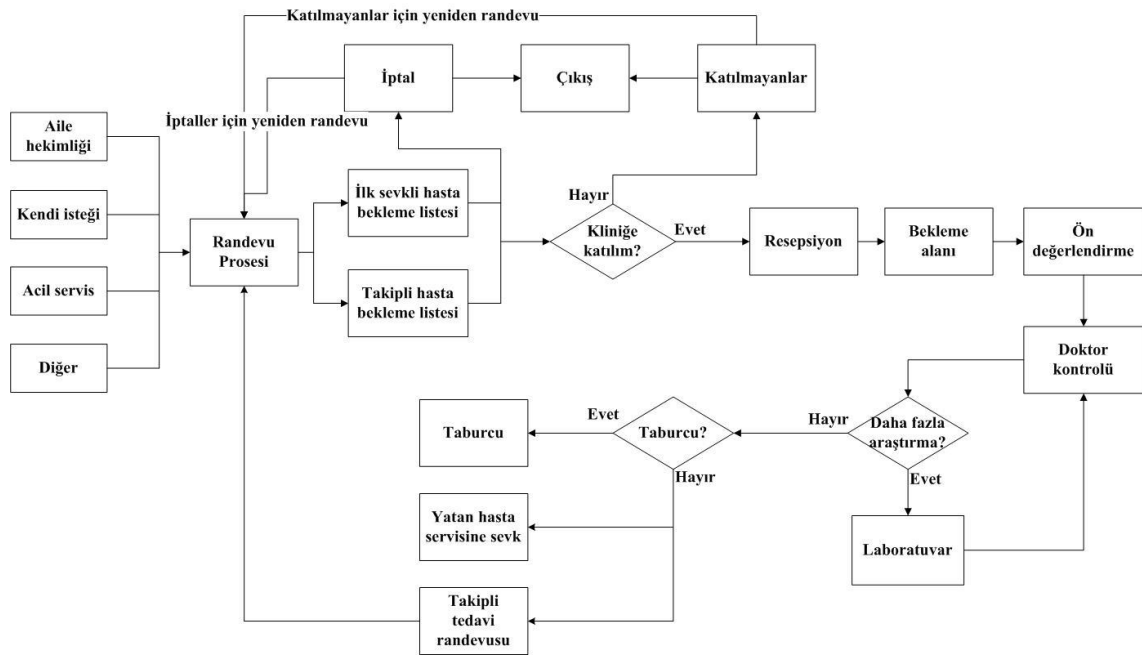 Katılmayanlar için yeniden randevu
İptal
Çıkış
Katılmayanlar
İptaller için yeniden randevu
Aile
hekimliği
Kendi isteği
Acil servis
Diğer
Randevu
Prosesi
İlk sevkli hasta
bekleme listesi
Takipli hasta
bekleme listesi
Hayır
Kliniğe
katılım?
Evet
Resepsiyon
Bekleme
alanı
Ön
değerlendirme
Doktor
kontrolü
Daha fazla
araştırma?
Hayır
Evet
Laboratuvar
Taburcu?
Evet
Hayır
Taburcu
Yatan hasta
servisine sevk
Takipli
tedavi
randevusu